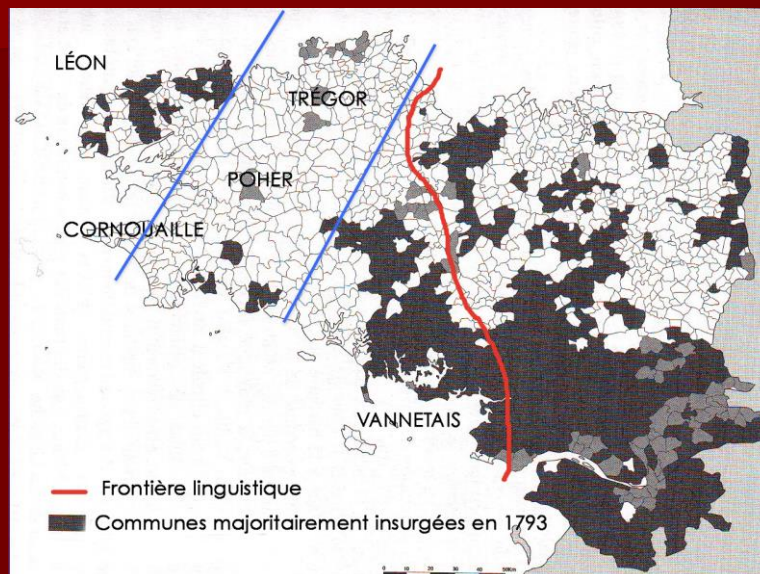 LÉON
TRÉGOR
POHER
CORNOUAILLE
VANNETAIS
Frontière linguistique
Communes majoritairement insurgées en 1793